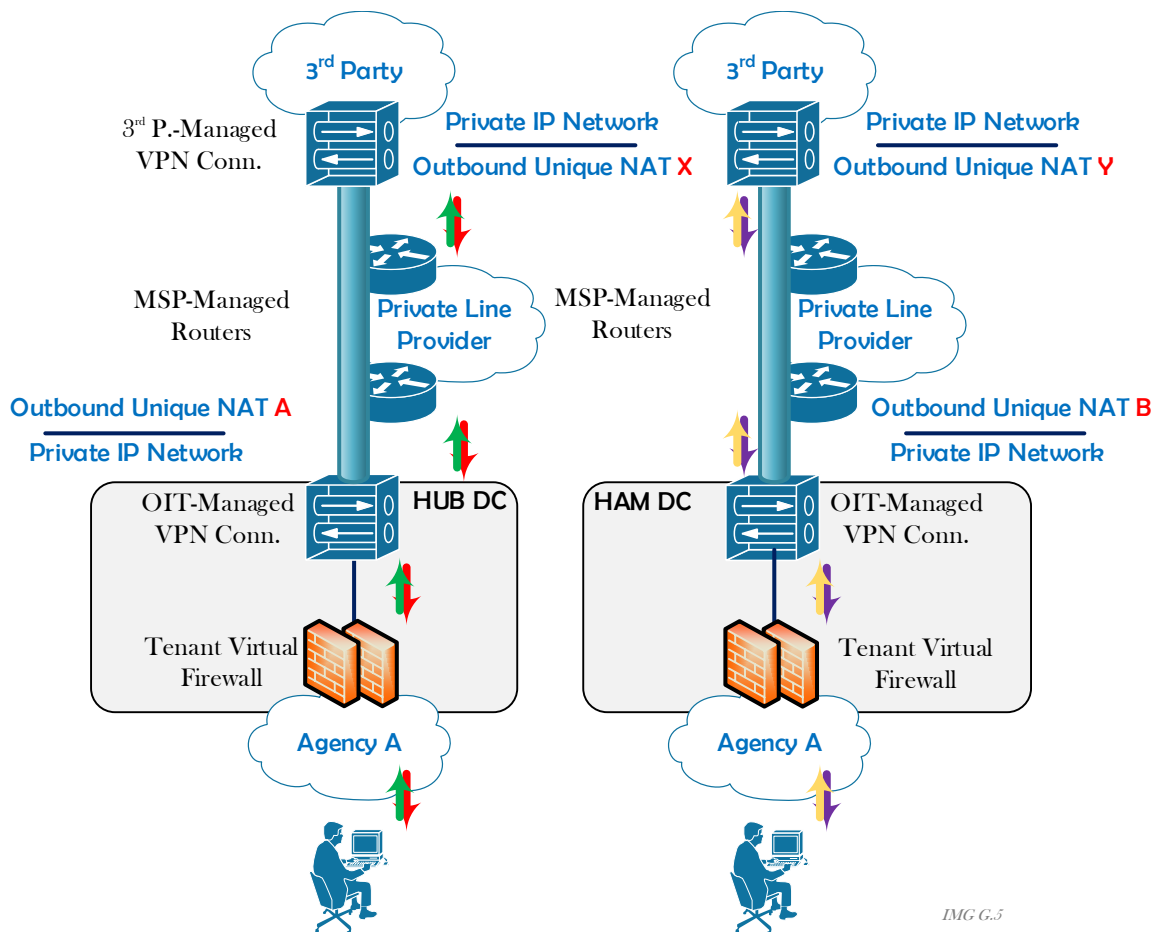 3rd Party
3rd P.-Managed
VPN Conn.
Private IP Network
Outbound Unique NAT X
MSP-Managed
Routers
Private Line
Provider
Outbound Unique NAT A
Private IP Network
OIT-Managed
VPN Conn.
HUB DC
Tenant Virtual
Firewall
Agency A
3rd Party
Private IP Network
Outbound Unique NAT Y
MSP-Managed
Routers
Private Line
Provider
Outbound Unique NAT B
Private IP Network
HAM DC
OIT-Managed
VPN Conn.
Tenant Virtual
Firewall
Agency A
IMG G.5